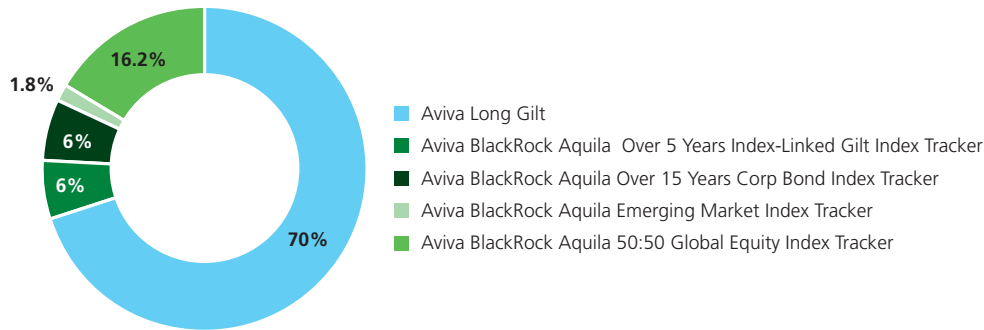 16.2%
1.8%
6%
6%
70%
Aviva Long Gilt
Aviva BlackRock Aquila  Over 5 Years Index-Linked Gilt Index Tracker
Aviva BlackRock Aquila Over 15 Years Corp Bond Index Tracker
Aviva BlackRock Aquila Emerging Market Index Tracker
Aviva BlackRock Aquila 50:50 Global Equity Index Tracker